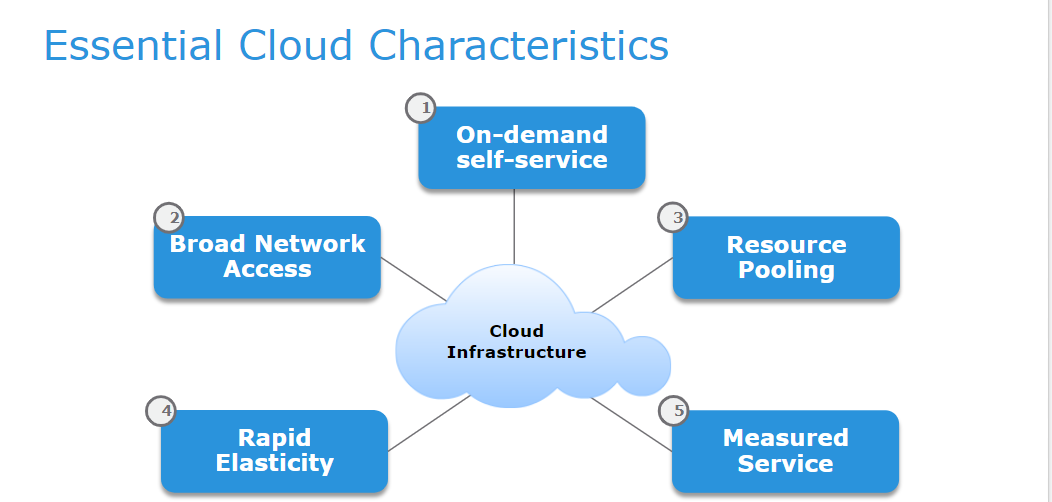 Essential Cloud Characteristics
1
On–demand
self–service
2
Broad Network
Access
3
Resource
Pooling
Cloud
Infrastructure
4
Rapid
Elasticity
5
Measured
Service